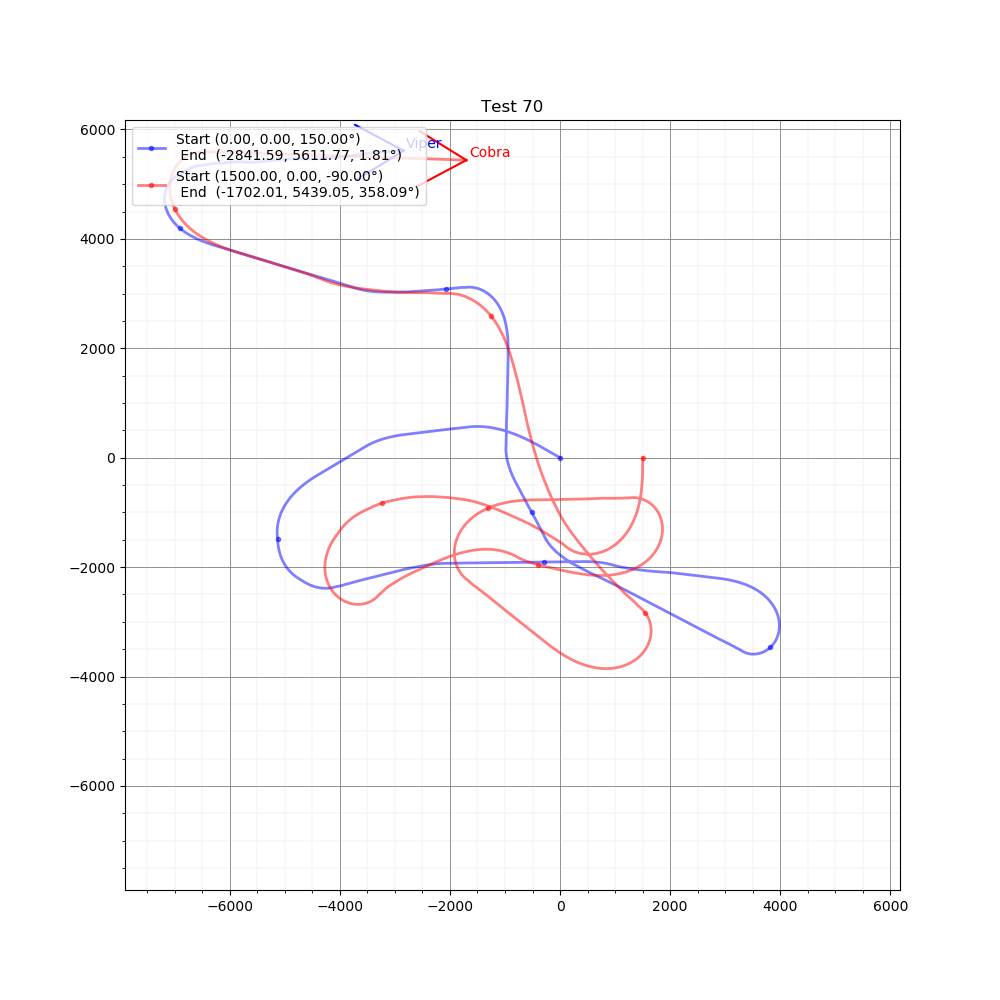 Test 70
Start (0.00, 0.00, 150.00°)
End (-2841.59, 5611.77, 1.81°)
Start (1500.00, 0.00, -90.00°)
End (-1702.01, 5439.05, 358.09°)
Viper
Cobra
6000
4000
2000
0
−2000
−4000
−6000
−6000 −4000 −2000 0 2000 4000 6000